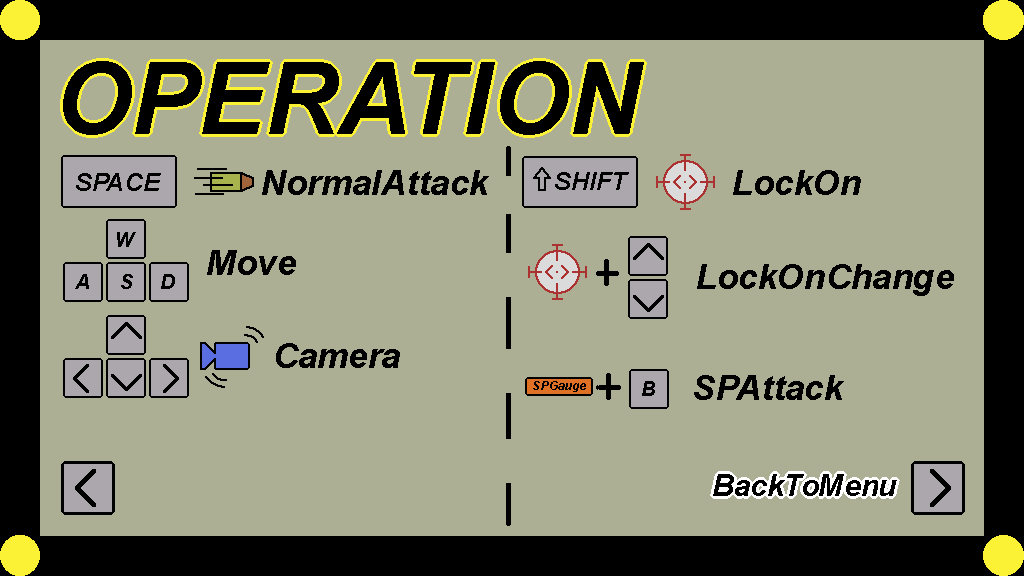 OPERATION
SPACE NormalAttack
W
A S D Move
Camera
⇧SHIFT LockOn
+ LockOnChange
SPGauge + B SPAttack
BackToMenu